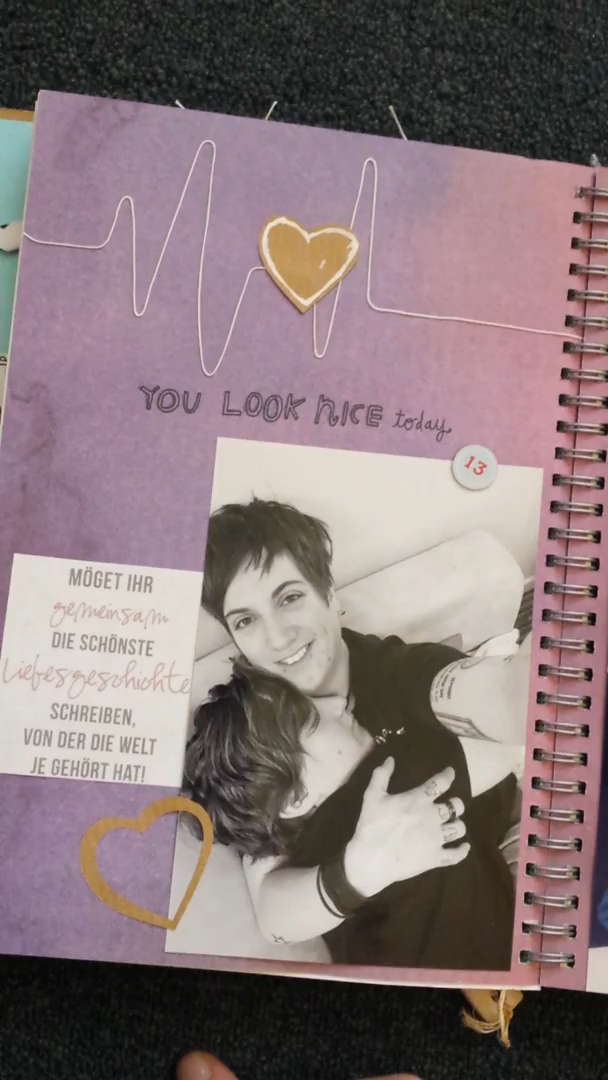 YOU LOOK NICE today
13
MÖGET IHR
gemeinsam
DIE SCHÖNSTE
Liebesgeschichte
SCHREIBEN,
VON DER DIE WELT
JE GEHÖRT HAT!